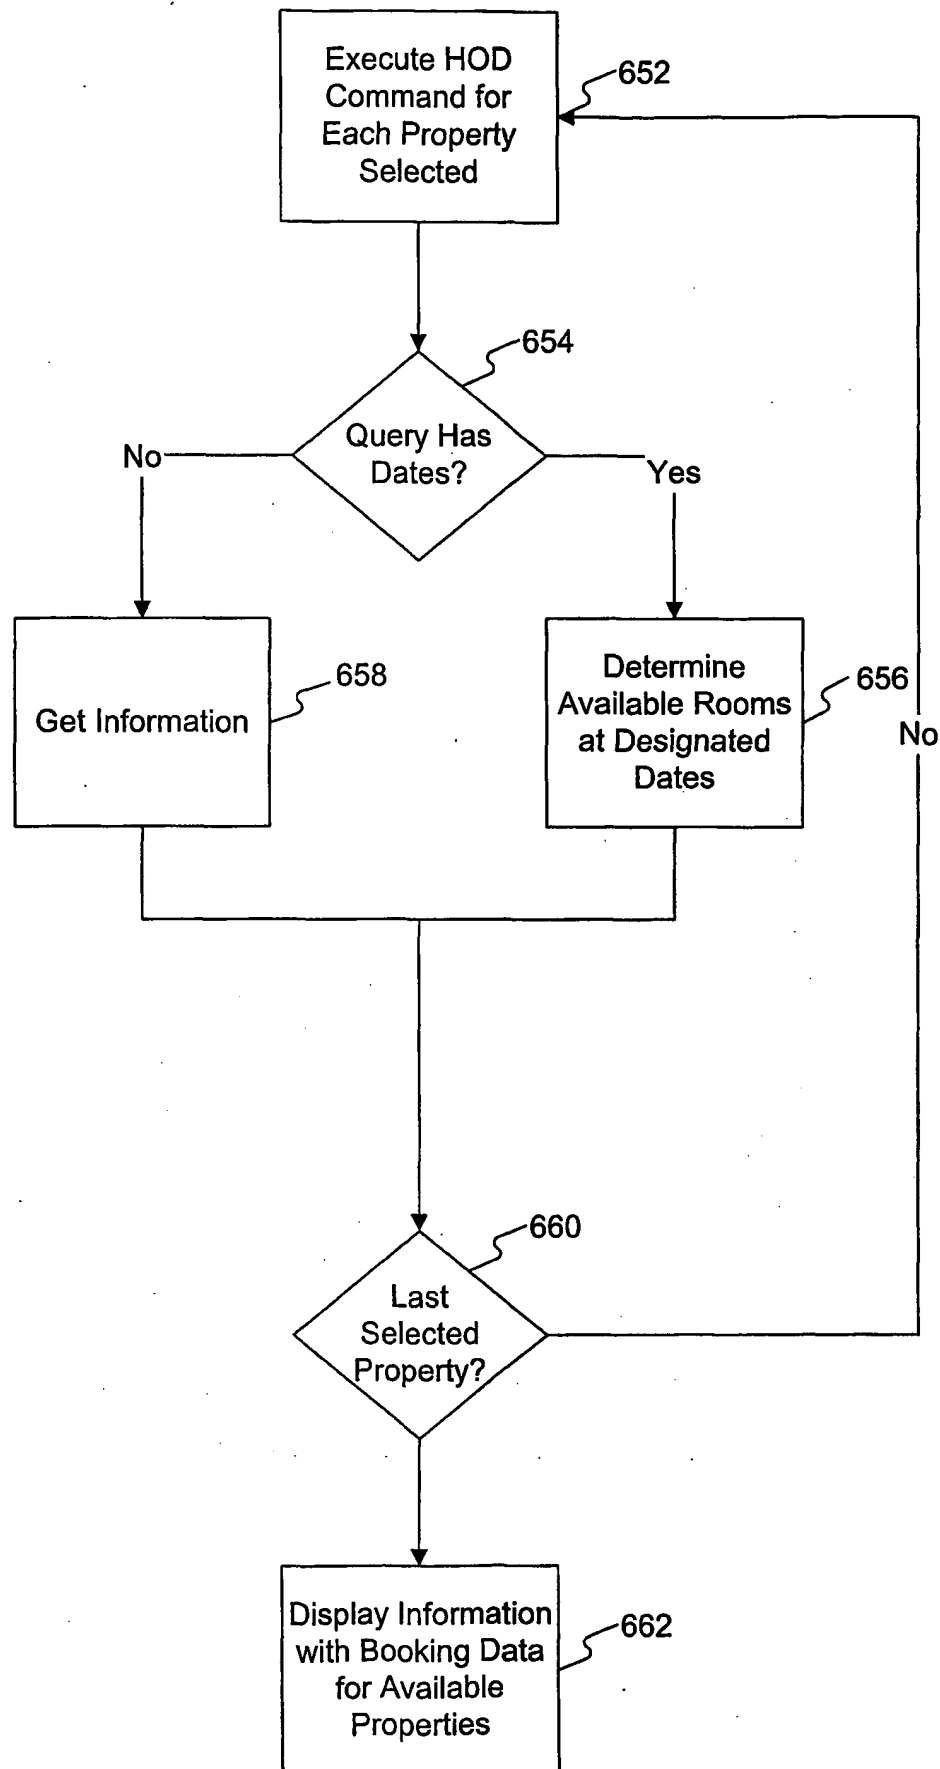 Execute HOD
Command for
Each Property
Selected
652
654
Query Has
Dates?
No
Yes
Get Information
658
Determine
Available Rooms
at Designated
Dates
656
No
660
Last
Selected
Property?
Display Information
with Booking Data
for Available
Properties
662